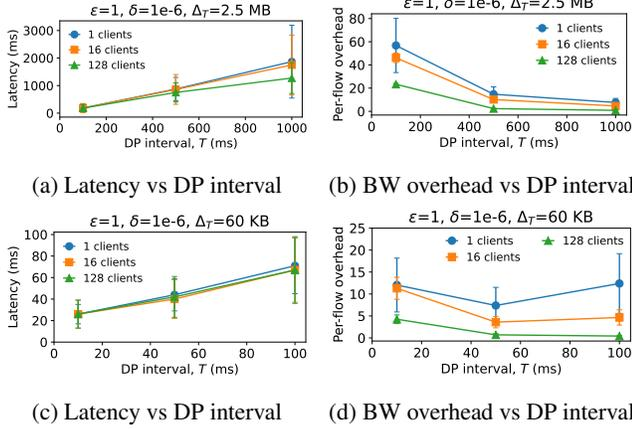 ε=1, δ=1e-6, Δ_T=2.5 MB
Latency (ms)
3000
2000
1000
0
1 clients
16 clients
128 clients
0 200 400 600 800 1000
DP interval, T (ms)
(a) Latency vs DP interval
ε=1, δ=1e-6, Δ_T=2.5 MB
Per-flow overhead
80
60
40
20
0
1 clients
16 clients
128 clients
0 200 400 600 800 1000
DP interval, T (ms)
(b) BW overhead vs DP interval
ε=1, δ=1e-6, Δ_T=60 KB
Latency (ms)
100
80
60
40
20
0
1 clients
16 clients
128 clients
0 20 40 60 80 100
DP interval, T (ms)
(c) Latency vs DP interval
ε=1, δ=1e-6, Δ_T=60 KB
Per-flow overhead
25
20
15
10
5
0
1 clients 128 clients
16 clients
0 20 40 60 80 100
DP interval, T (ms)
(d) BW overhead vs DP interval